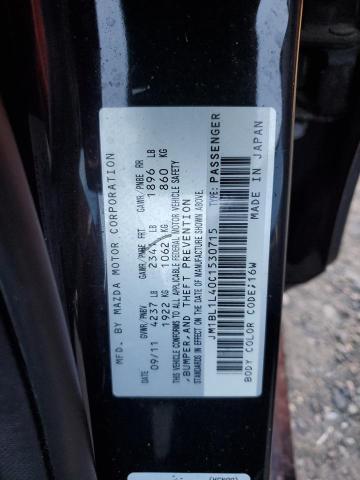 MFD. BY MAZDA MOTOR CORPORATION
09/11 GVWR/PNBV GAWR/PNBE FRT GAWR/PNBE RR
4237 LB 2344 LB 1896 LB
1922 KG 1062 KG 860 KG
THIS VEHICLE CONFORMS TO ALL APPLICABLE FEDERAL MOTOR VEHICLE SAFETY
,BUMPER,AND THEFT PREVENTION
STANDARDS IN EFFECT ON THE DATE OF MANUFACTURE SHOWN ABOVE.
JM1BL1L40C1530715 TYPE:PASSENGER
BODY COLOR CODE;16W MADE IN JAPAN